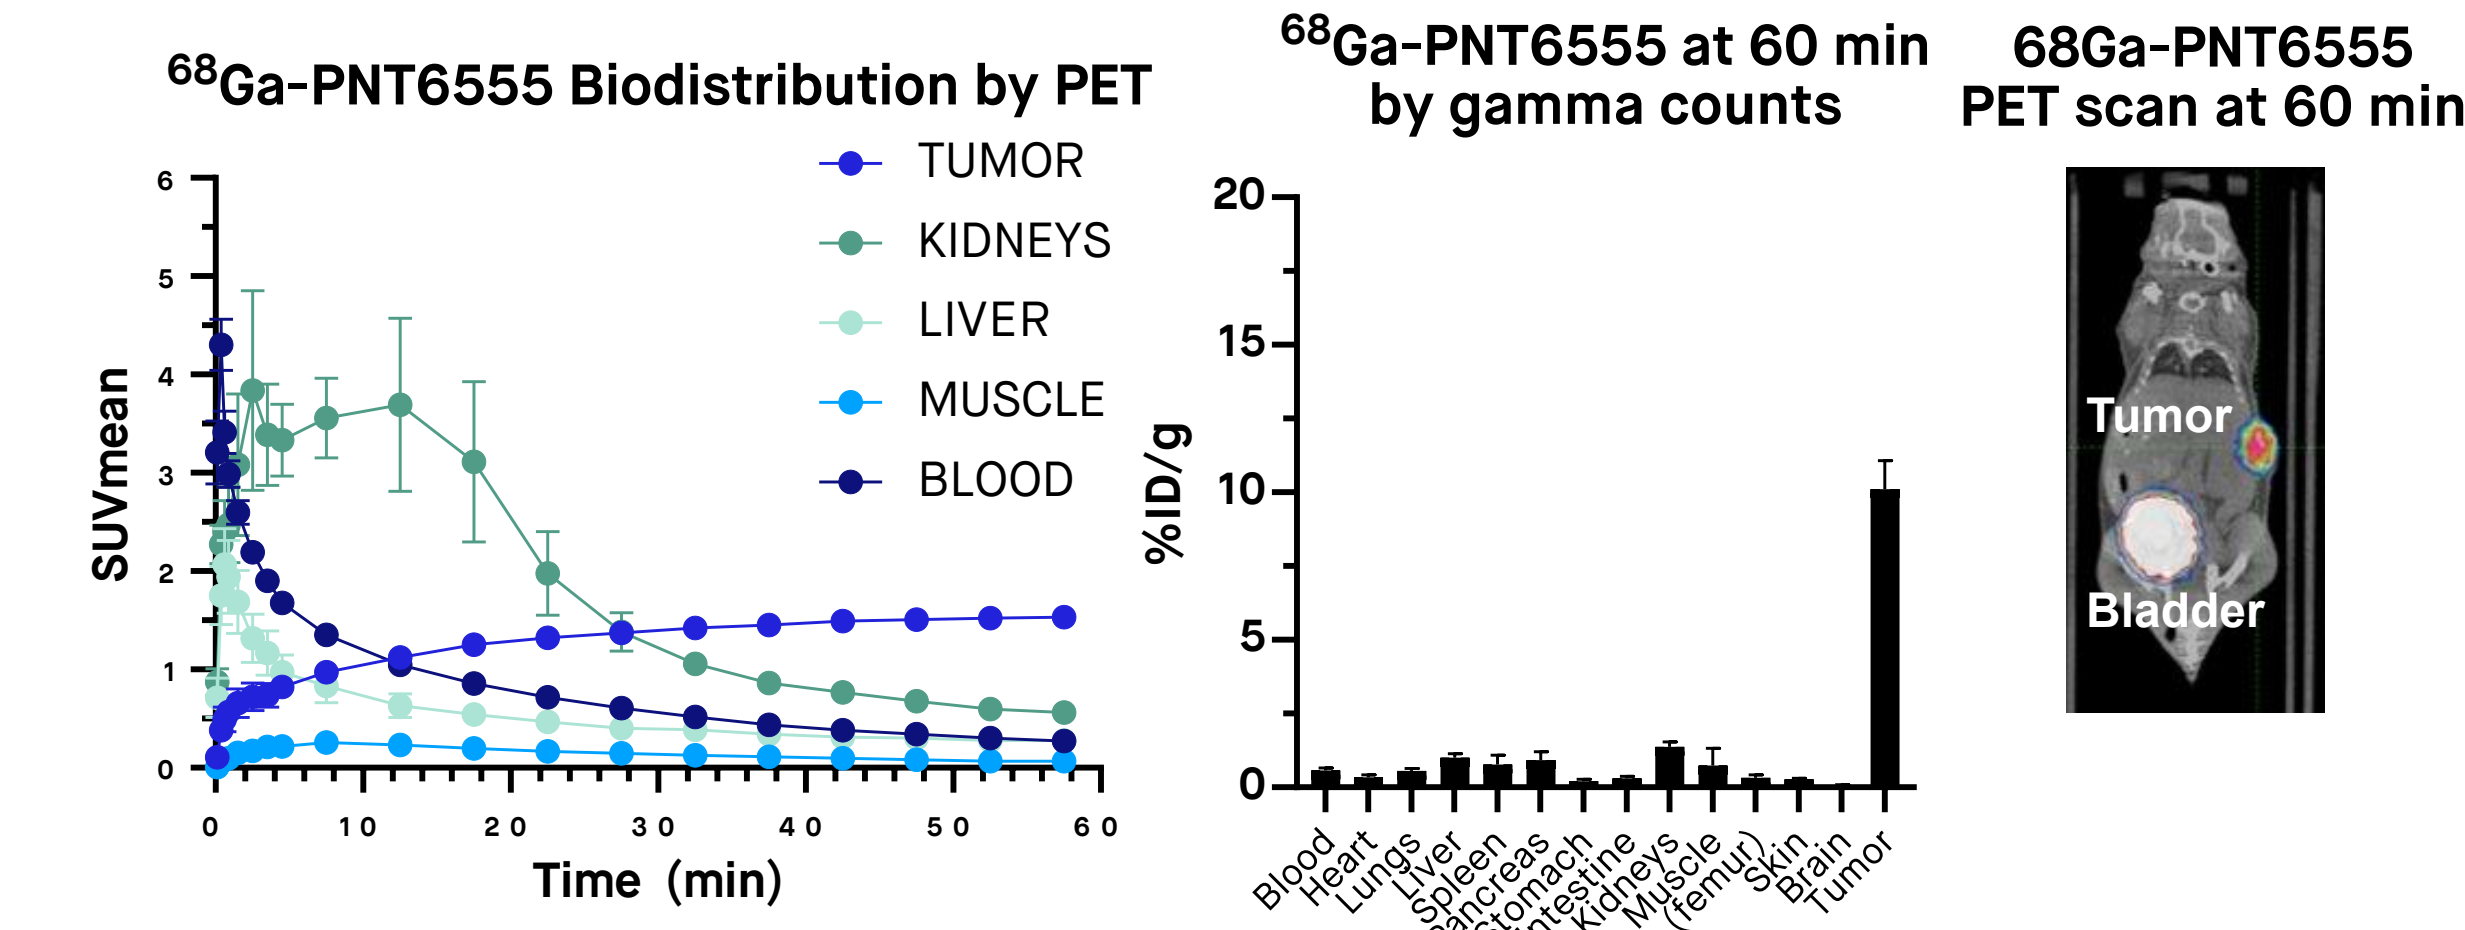 ⁶⁸Ga-PNT6555 Biodistribution by PET
TUMOR
KIDNEYS
LIVER
MUSCLE
BLOOD
SUVmean
6
5
4
3
2
1
0
0 10 20 30 40 50 60
Time (min)
⁶⁸Ga-PNT6555 at 60 min
by gamma counts
%ID/g
20
15
10
5
0
Blood
Heart
Lungs
Liver
Spleen
ancreas
Stomach
ntestine
Kidneys
Muscle
(femur)
Skin
Brain
Tumor
68Ga-PNT6555
PET scan at 60 min
Tumor
Bladder